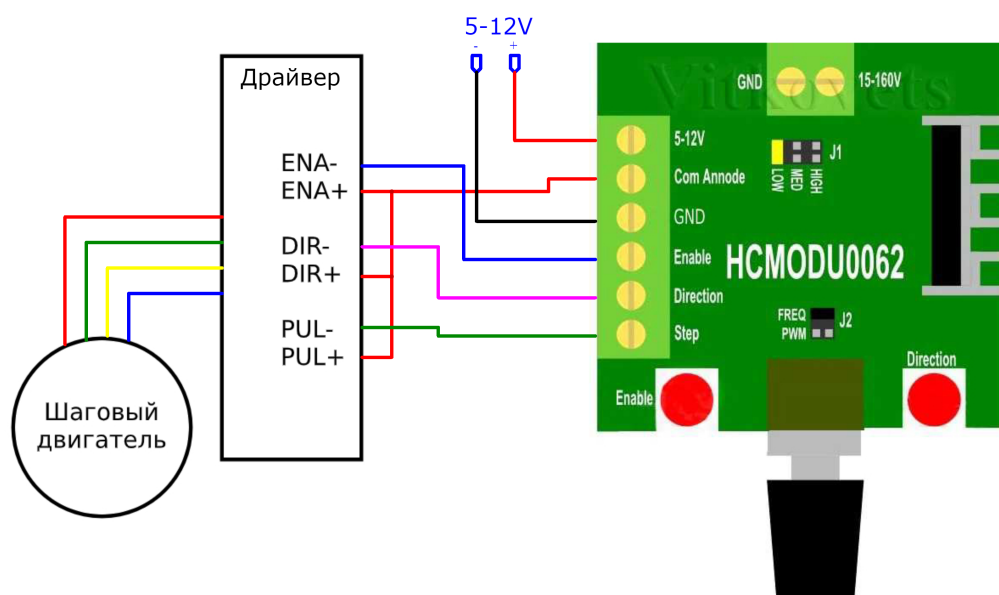 5-12V
- +
Драйвер
ENA-
ENA+
DIR-
DIR+
PUL-
PUL+
Шаговый
двигатель
Vitkovets
GND
15-160V
5-12V
Com Annode
GND
Enable
Direction
Step
J1
LOW
MED
HIGH
HCMODU0062
FREQ
PWM
J2
Enable
Direction